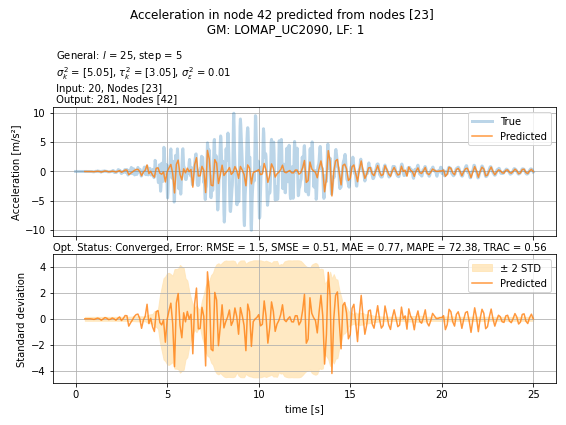 Acceleration in node 42 predicted from nodes [23]
GM: LOMAP_UC2090, LF: 1
General: l = 25, step = 5
σ²ₖ = [5.05], τ²ₖ = [3.05], σ²ε = 0.01
Input: 20, Nodes [23]
Output: 281, Nodes [42]
Acceleration [m/s²]
10
5
0
−5
−10
True
Predicted
Opt. Status: Converged, Error: RMSE = 1.5, SMSE = 0.51, MAE = 0.77, MAPE = 72.38, TRAC = 0.56
Standard deviation
4
2
0
−2
−4
± 2 STD
Predicted
0 5 10 15 20 25
time [s]